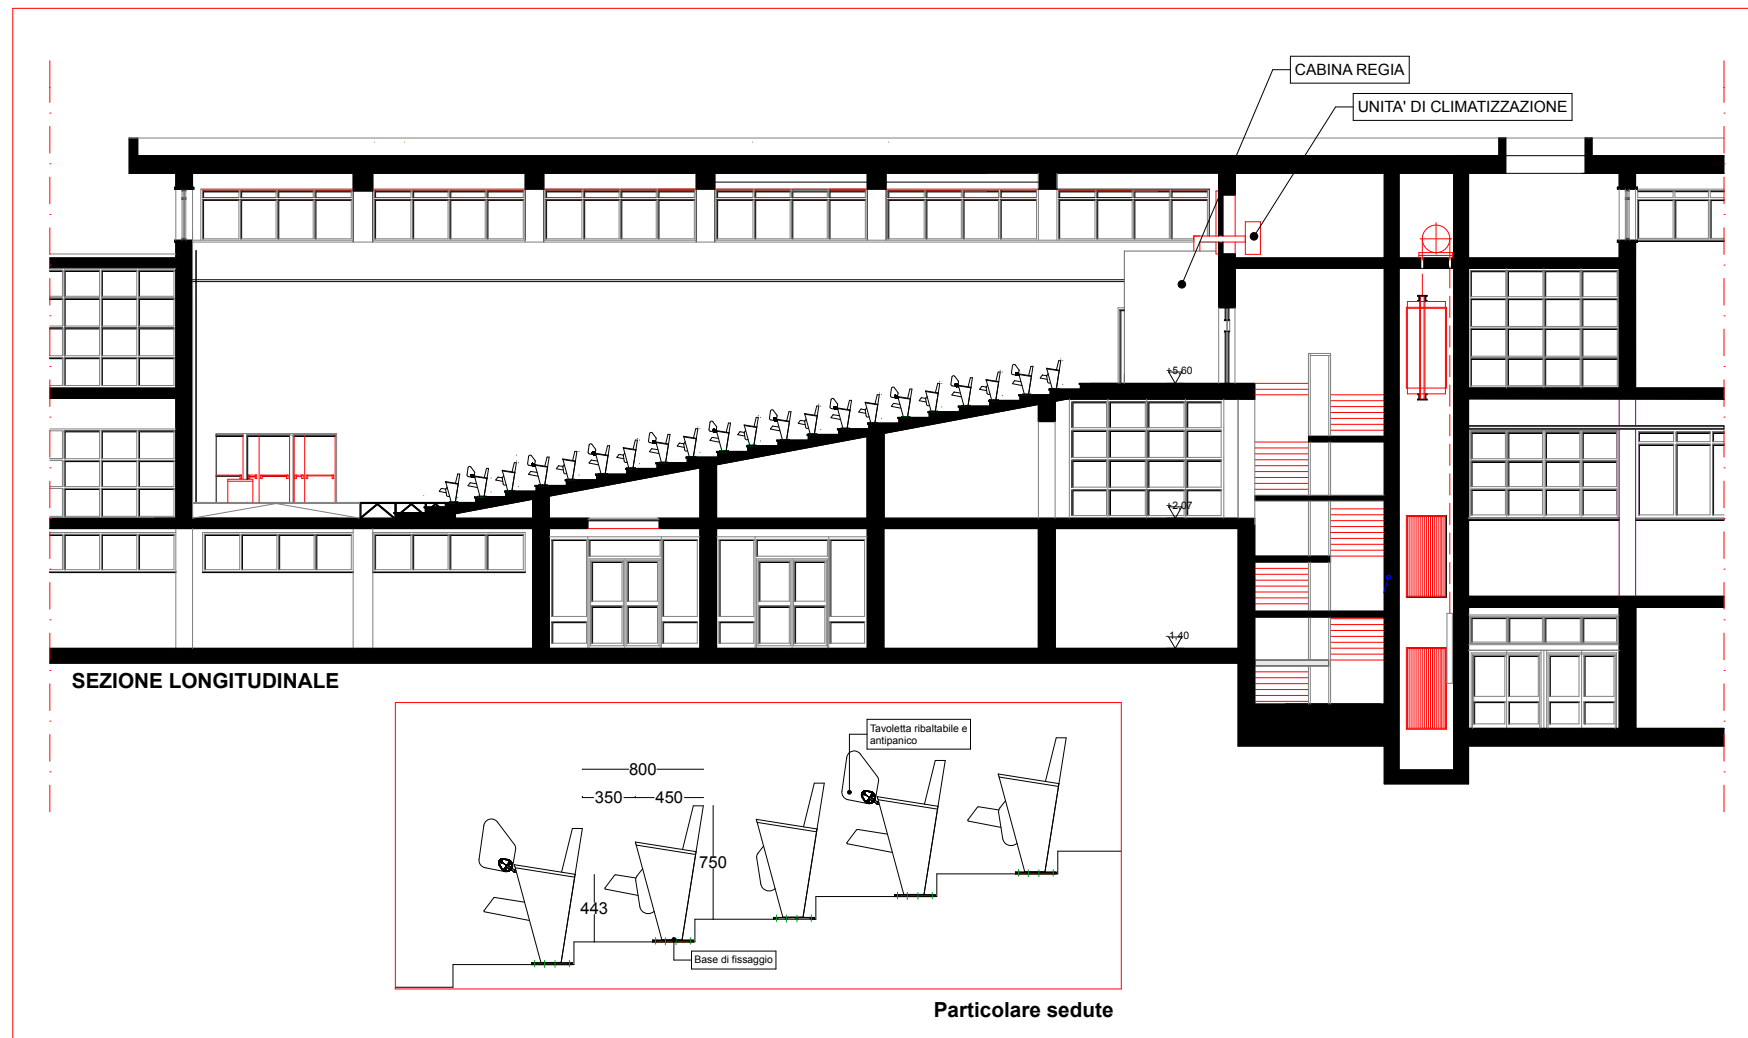 CABINA REGIA
UNITA' DI CLIMATIZZAZIONE
+5.60
+2.07
-1.40
SEZIONE LONGITUDINALE
Tavoletta ribaltabile e
antipanico
800
350
450
750
443
Base di fissaggio
Particolare sedute